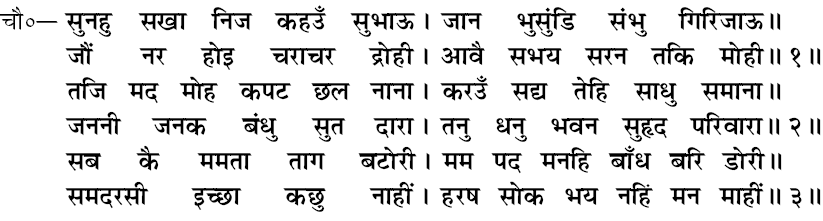 चौ०— सुनहु सखा निज कहउँ सुभाऊ। जान भुसुंडि संभु गिरिजाऊ॥
जौं नर होइ चराचर द्रोही। आवै सभय सरन तकि मोही॥ १॥
तजि मद मोह कपट छल नाना। करउँ सद्य तेहि साधु समाना॥
जननी जनक बंधु सुत दारा। तनु धनु भवन सुहृद परिवारा॥ २॥
सब कै ममता ताग बटोरी। मम पद मनहि बाँध बरि डोरी॥
समदरसी इच्छा कछु नाहीं। हरष सोक भय नहिं मन माहीं॥ ३॥